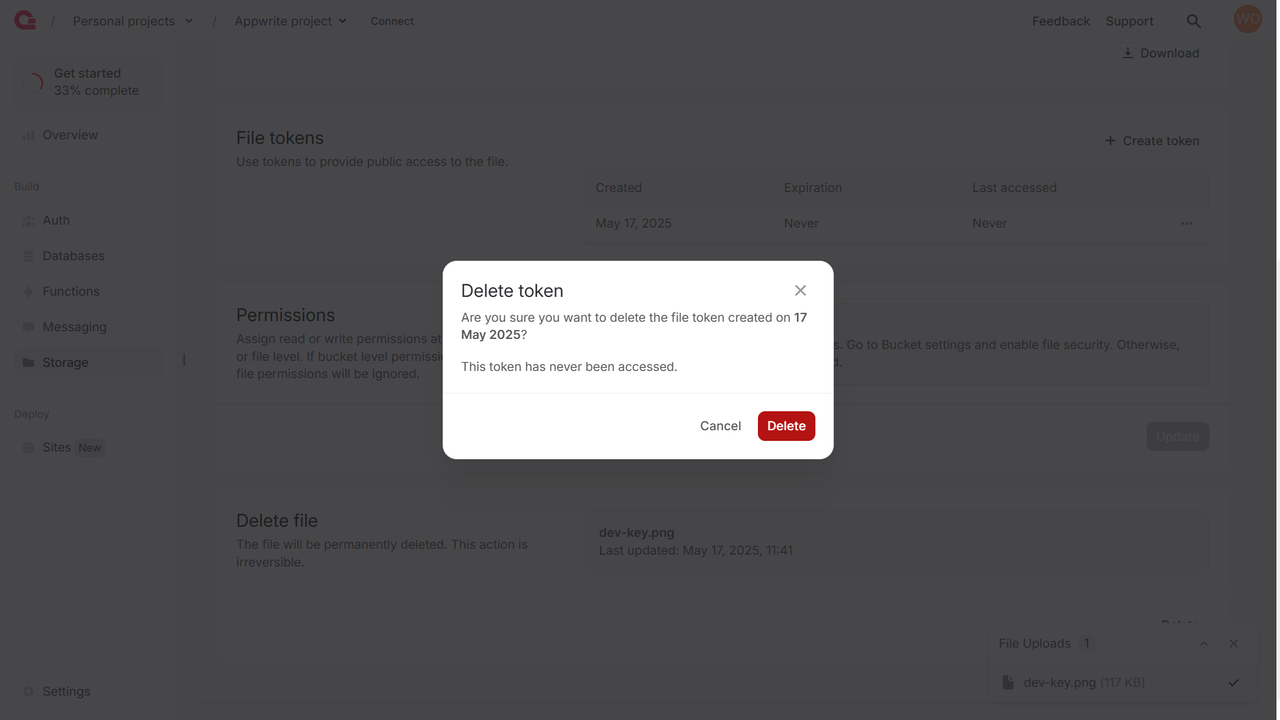 / Personal projects / Appwrite project Connect Feedback Support WO
Get started
33% complete
Download
Overview
Build
Auth
Databases
Functions
Messaging
Storage
Deploy
Sites New
Settings
File tokens
Use tokens to provide public access to the file.
Create token
Created Expiration Last accessed
May 17, 2025 Never Never
Delete token
Are you sure you want to delete the file token created on 17
May 2025?
This token has never been accessed.
Cancel Delete
Permissions
Assign read or write permissions at
or file level. If bucket level permissi
file permissions will be ignored.
s. Go to Bucket settings and enable file security. Otherwise,
d.
Update
Delete file
The file will be permanently deleted. This action is
irreversible.
dev-key.png
Last updated: May 17, 2025, 11:41
Delete
File Uploads 1
dev-key.png (117 KB)